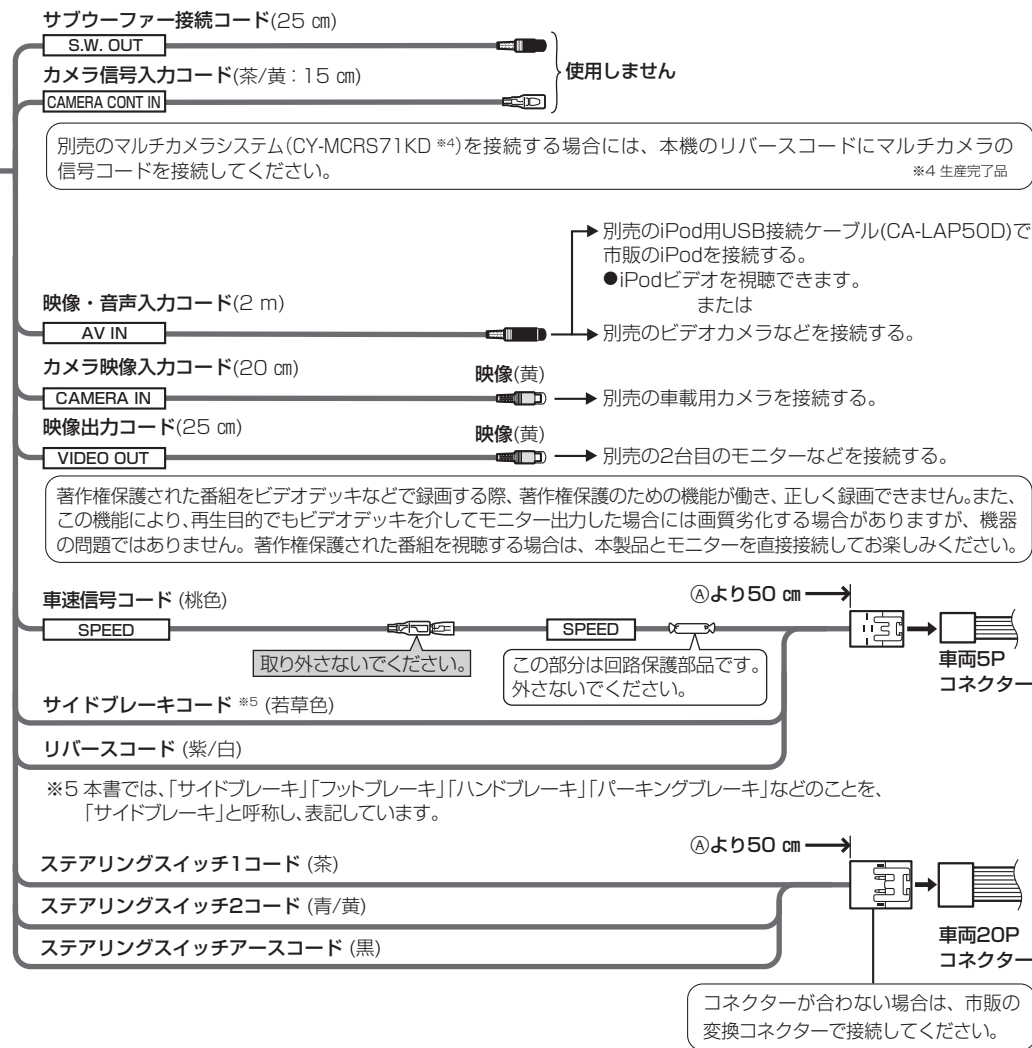 サブウーファー接続コード(25 ㎝)
S.W. OUT
カメラ信号入力コード(茶/黄：15 ㎝)
CAMERA CONT IN
使用しません
別売のマルチカメラシステム(CY-MCRS71KD ※4)を接続する場合には、本機のリバースコードにマルチカメラの
信号コードを接続してください。
※4 生産完了品
別売のiPod用USB接続ケーブル(CA-LAP50D)で
市販のiPodを接続する。
●iPodビデオを視聴できます。
または
映像・音声入力コード(2 m)
AV IN
別売のビデオカメラなどを接続する。
カメラ映像入力コード(20 ㎝)
映像(黄)
CAMERA IN
別売の車載用カメラを接続する。
映像出力コード(25 ㎝)
映像(黄)
VIDEO OUT
別売の2台目のモニターなどを接続する。
著作権保護された番組をビデオデッキなどで録画する際、著作権保護のための機能が働き、正しく録画できません。また、
この機能により、再生目的でもビデオデッキを介してモニター出力した場合には画質劣化する場合がありますが、機器
の問題ではありません。著作権保護された番組を視聴する場合は、本製品とモニターを直接接続してお楽しみください。
車速信号コード (桃色)
Ⓐより50 ㎝
SPEED
SPEED
取り外さないでください。
この部分は回路保護部品です。
外さないでください。
車両5P
コネクター
サイドブレーキコード ※5 (若草色)
リバースコード (紫/白)
※5 本書では、「サイドブレーキ」「フットブレーキ」「ハンドブレーキ」「パーキングブレーキ」などのことを、
「サイドブレーキ」と呼称し、表記しています。
Ⓐより50 ㎝
ステアリングスイッチ1コード (茶)
ステアリングスイッチ2コード (青/黄)
ステアリングスイッチアースコード (黒)
車両20P
コネクター
コネクターが合わない場合は、市販の
変換コネクターで接続してください。